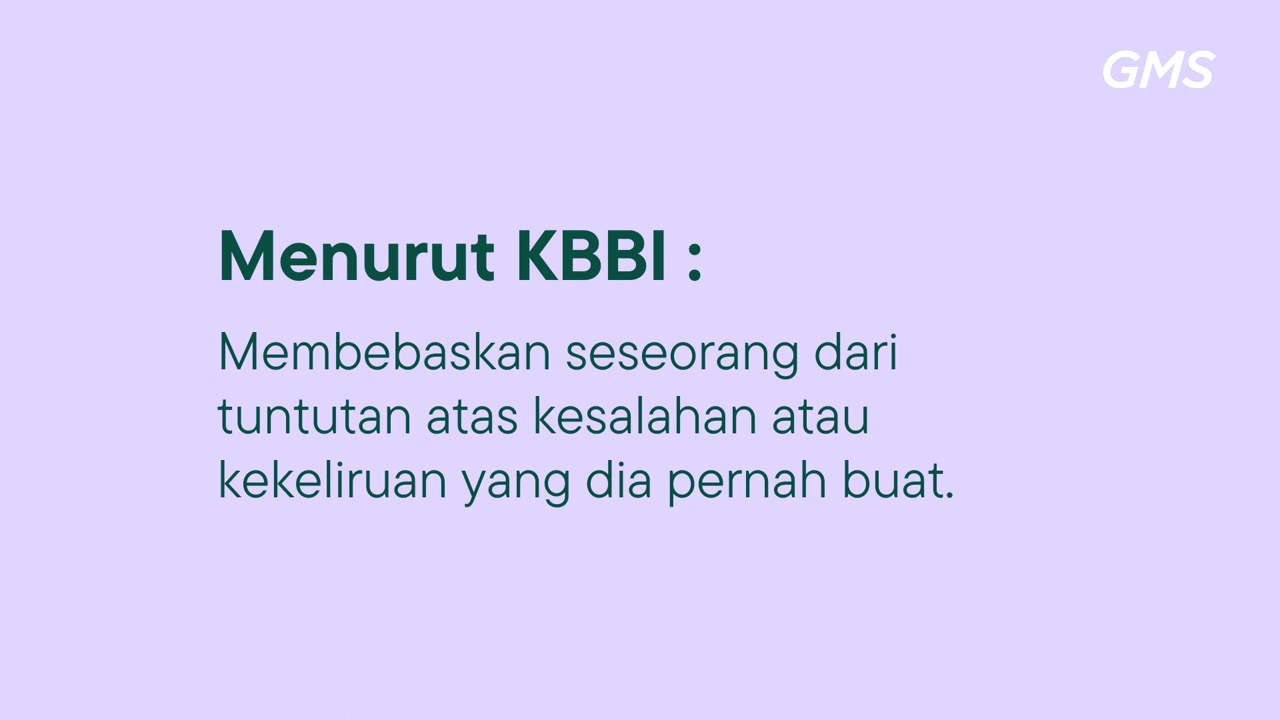 GMS
Menurut KBBI :
Membebaskan seseorang dari
tuntutan atas kesalahan atau
kekeliruan yang dia pernah buat.